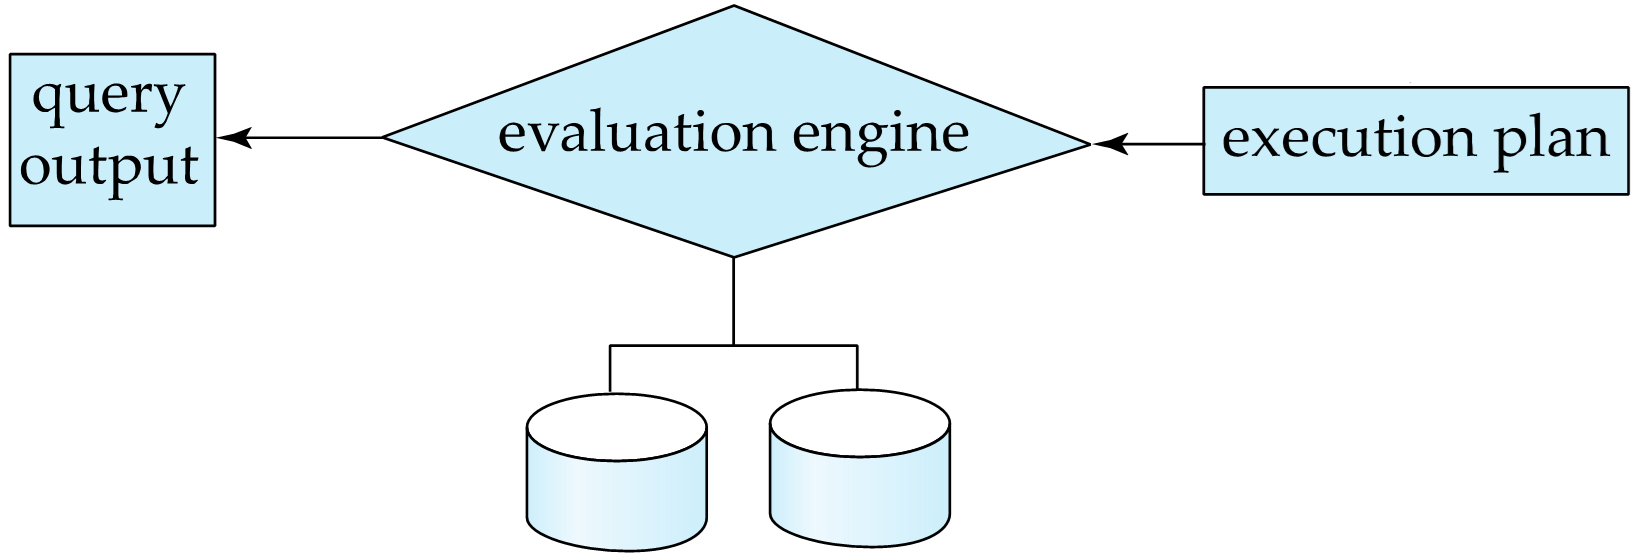 query
output
evaluation engine
execution plan